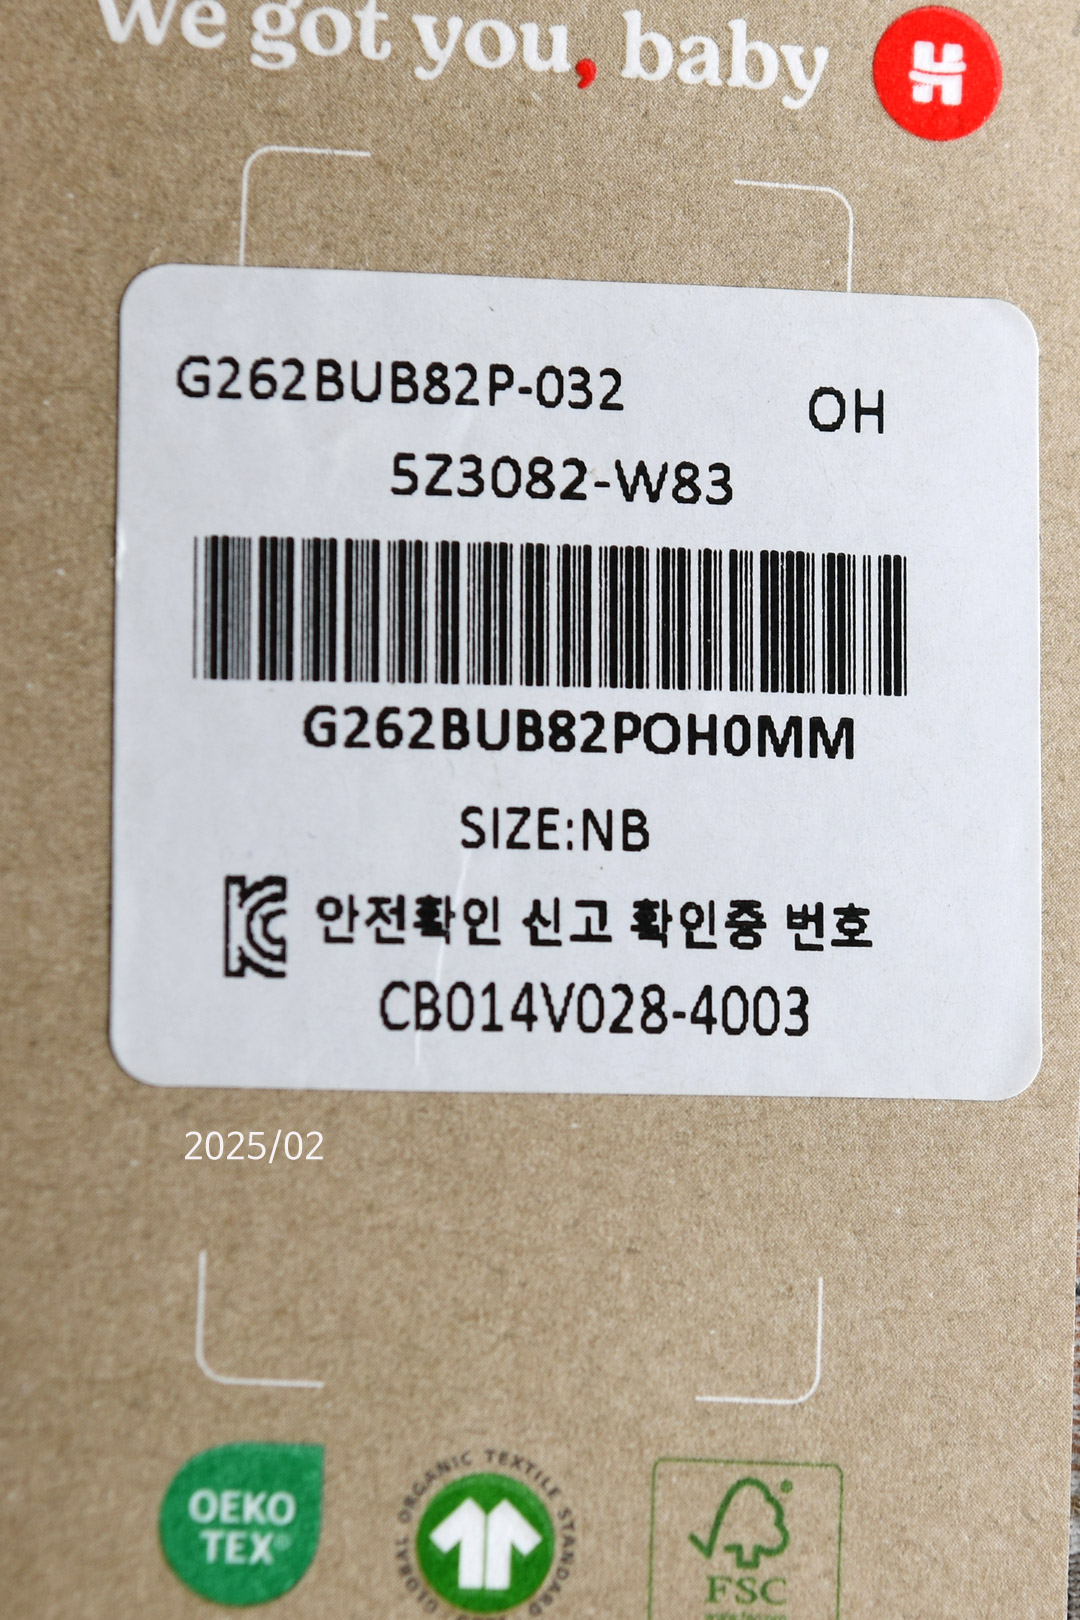 We got you, baby
H
G262BUB82P-032
OH
5Z3082-W83
G262BUB82POH0MM
SIZE:NB
KC 안전확인 신고 확인증 번호
CB014V028-4003
2025/02
OEKO
TEX®
GLOBAL ORGANIC TEXTILE STANDARD
FSC